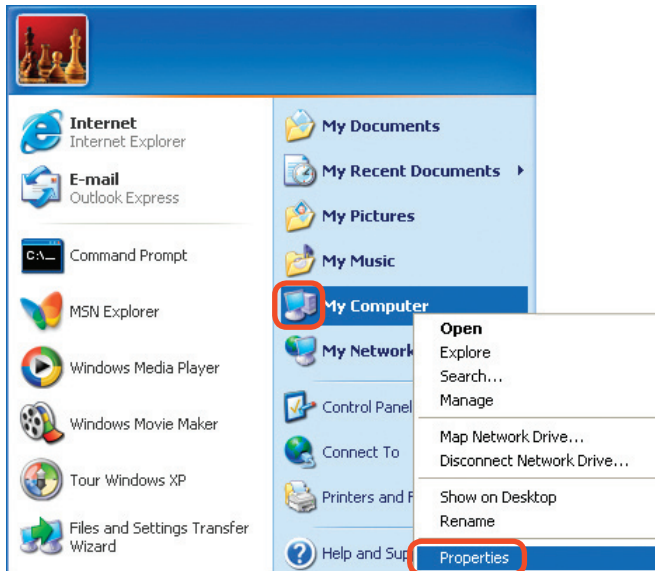 Internet
Internet Explorer
E-mail
Outlook Express
C:\_
Command Prompt
MSN Explorer
Windows Media Player
Windows Movie Maker
Tour Windows XP
Files and Settings Transfer
Wizard
My Documents
My Recent Documents
My Pictures
My Music
My Computer
My Network
Control Panel
Connect To
Printers and F
Help and Sup
Open
Explore
Search...
Manage
Map Network Drive...
Disconnect Network Drive...
Show on Desktop
Rename
Properties